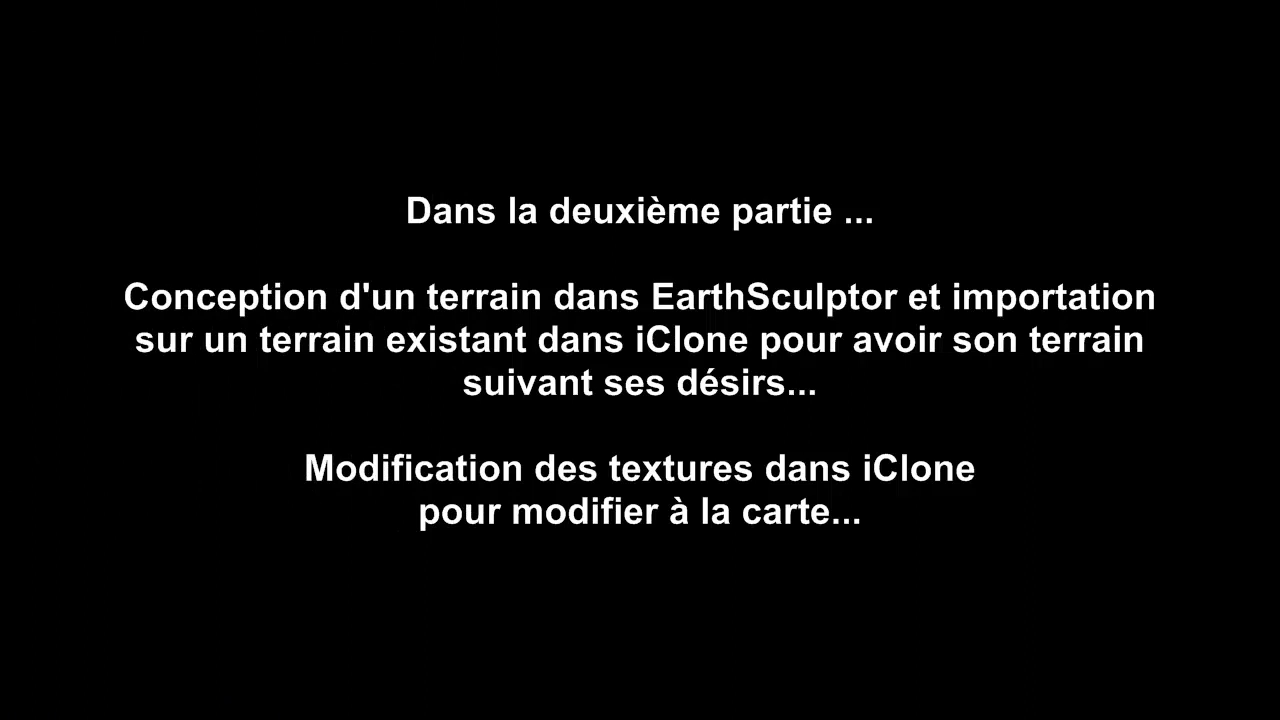 Dans la deuxième partie ...
Conception d'un terrain dans EarthSculptor et importation
sur un terrain existant dans iClone pour avoir son terrain
suivant ses désirs...
Modification des textures dans iClone
pour modifier à la carte...